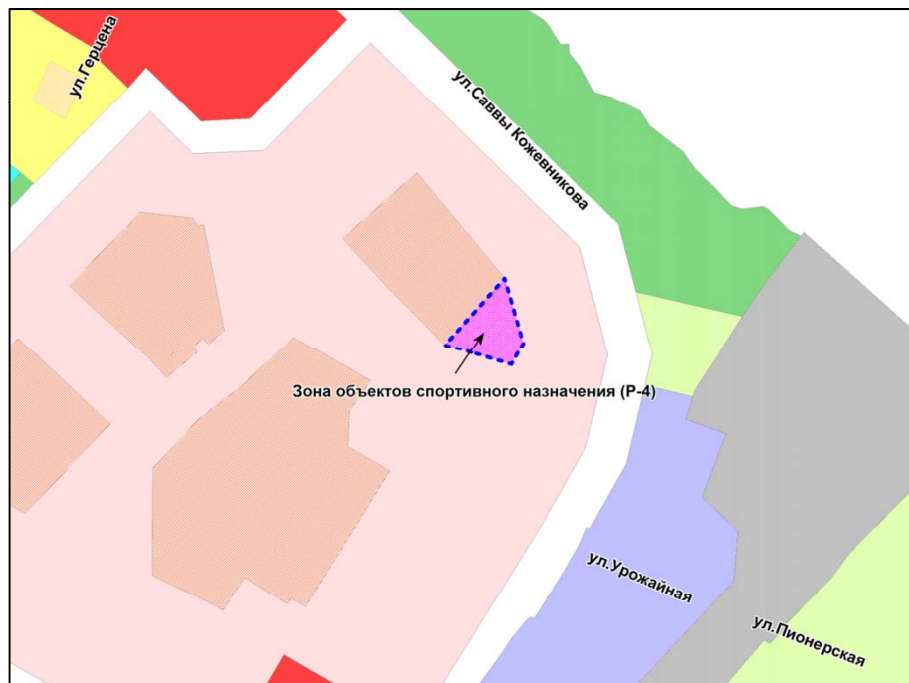 ул.Герцена
ул.Саввы Кожевникова
Зона объектов спортивного назначения (Р-4)
ул.Урожайная
ул.Пионерская